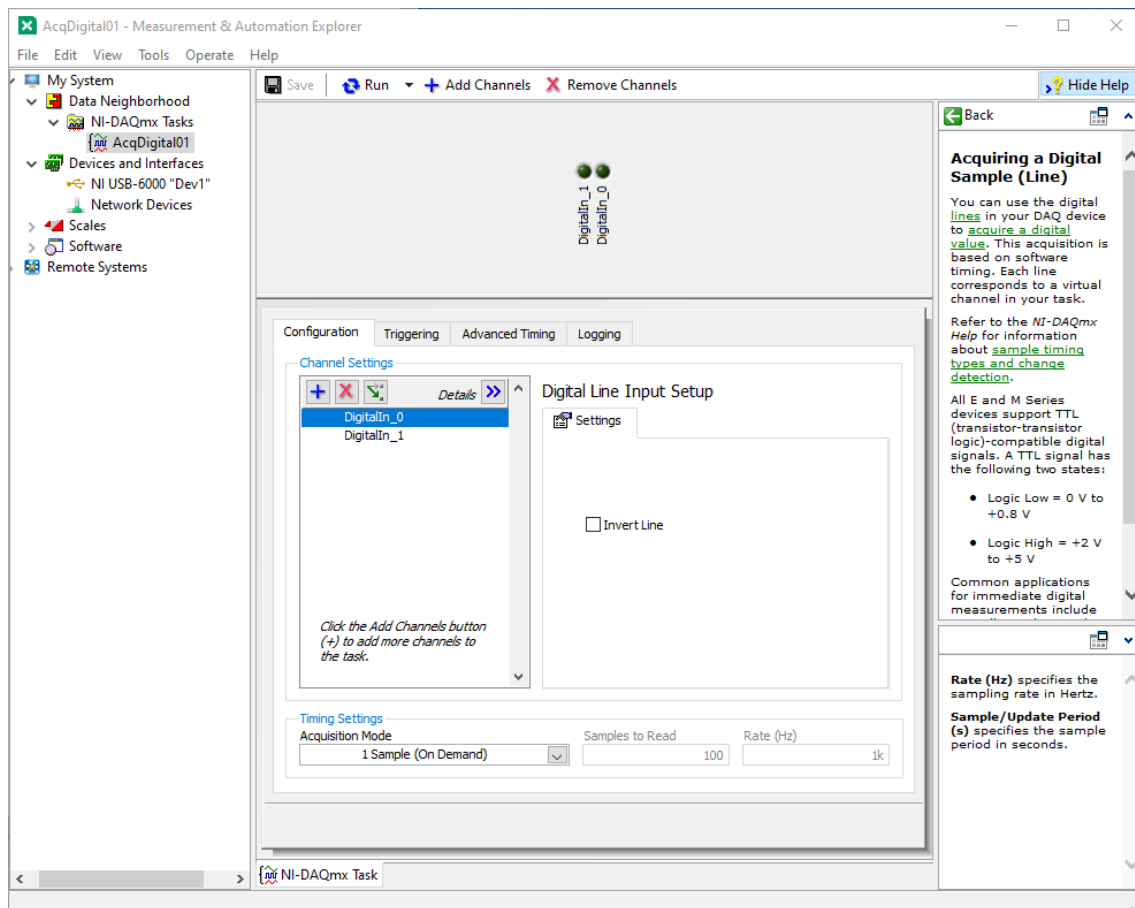 AcqDigital01 - Measurement & Automation Explorer
File Edit View Tools Operate Help
My System
Data Neighborhood
NI-DAQmx Tasks
AcqDigital01
Devices and Interfaces
NI USB-6000 "Dev1"
Network Devices
Scales
Software
Remote Systems
Save Run Add Channels Remove Channels Hide Help
DigitalIn_1
DigitalIn_0
Configuration Triggering Advanced Timing Logging
Channel Settings
Details
DigitalIn_0
DigitalIn_1
Click the Add Channels button
(+) to add more channels to
the task.
Digital Line Input Setup
Settings
Invert Line
Timing Settings
Acquisition Mode Samples to Read Rate (Hz)
1 Sample (On Demand) 100 1k
NI-DAQmx Task
Back
Acquiring a Digital
Sample (Line)
You can use the digital
lines in your DAQ device
to acquire a digital
value. This acquisition is
based on software
timing. Each line
corresponds to a virtual
channel in your task.
Refer to the NI-DAQmx
Help for information
about sample timing
types and change
detection.
All E and M Series
devices support TTL
(transistor-transistor
logic)-compatible digital
signals. A TTL signal has
the following two states:
Logic Low = 0 V to
+0.8 V
Logic High = +2 V
to +5 V
Common applications
for immediate digital
measurements include
Rate (Hz) specifies the
sampling rate in Hertz.
Sample/Update Period
(s) specifies the sample
period in seconds.